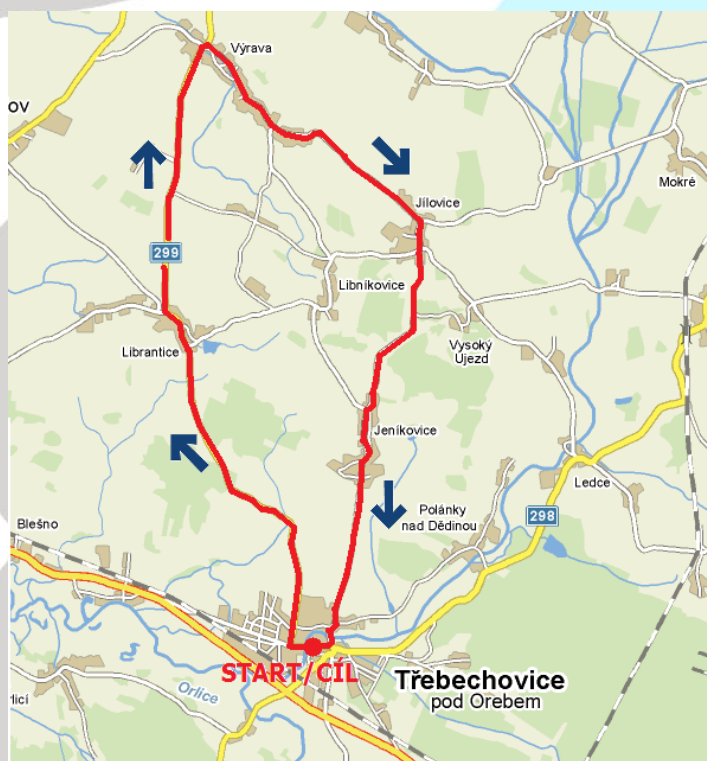 Výrava
ov
Mokré
Jílovice
299
Libníkovice
Librantice
Vysoký
Újezd
Jeníkovice
Ledce
Polánky
nad Dědinou
298
Blešno
START/CÍL
Třebechovice
pod Orebem
Orlice
rlicí